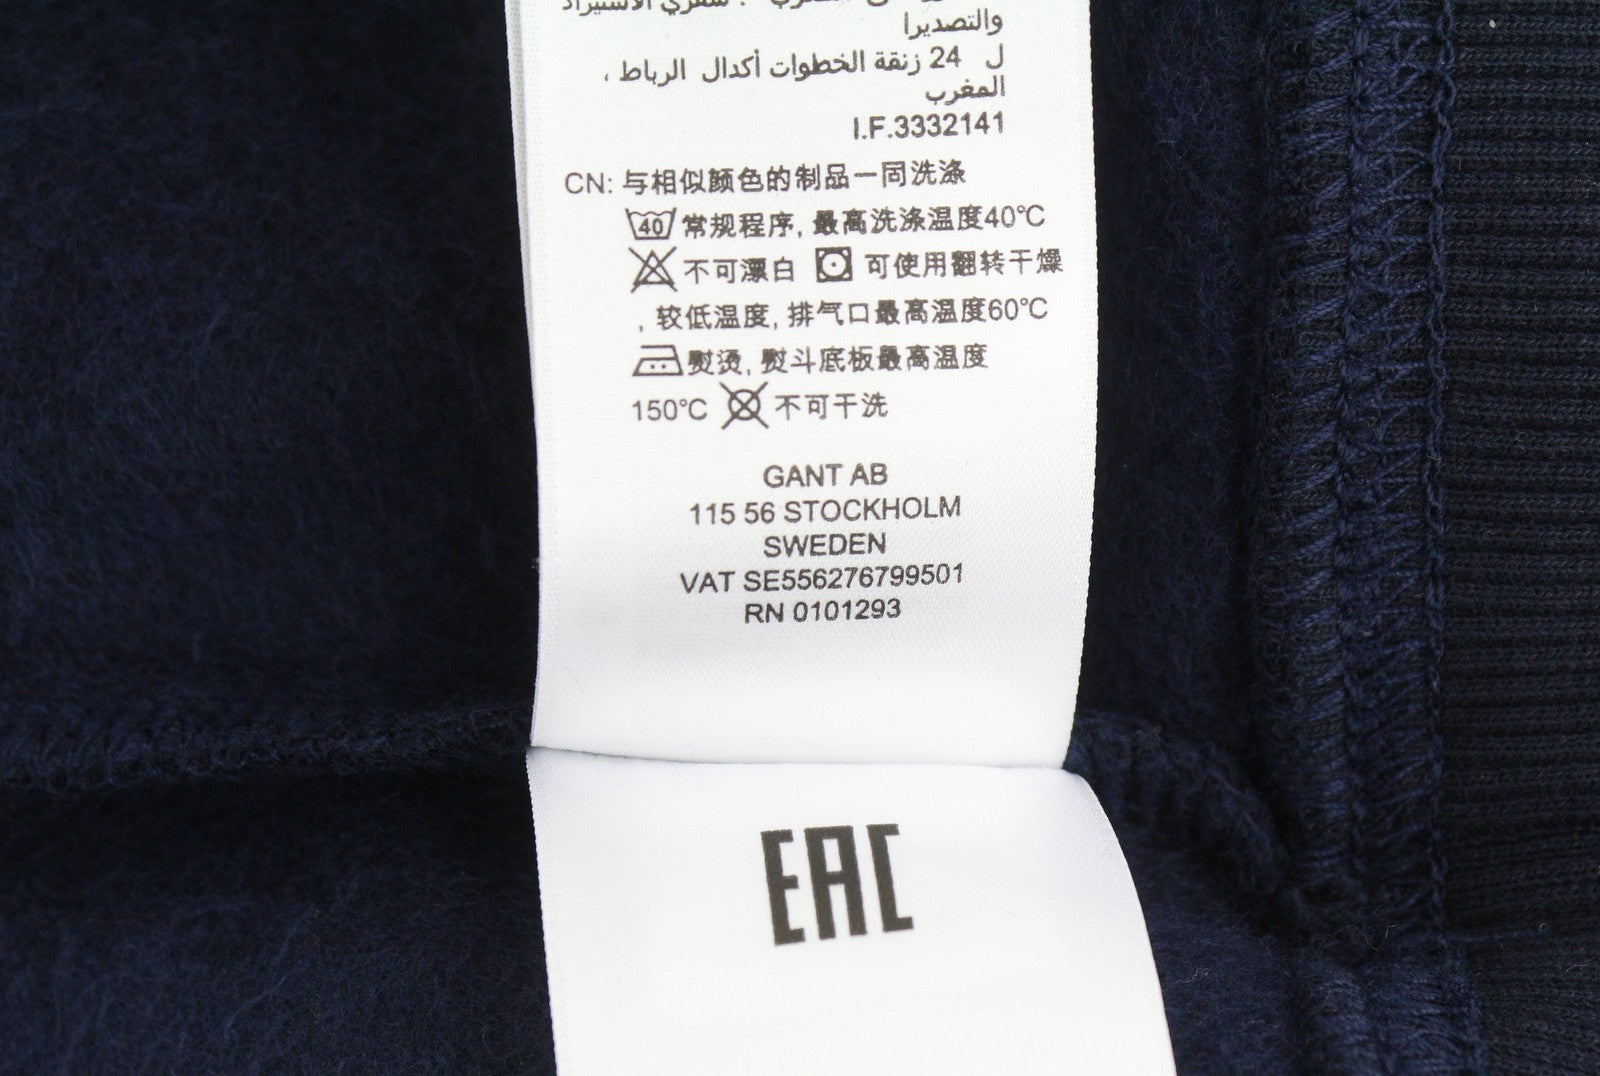 والتصديرا
ل 24 زنقة الخطوات أكدال الرباط ،
المغرب
I.F.3332141
CN: 与相似颜色的制品一同洗涤
40 常规程序, 最高洗涤温度40℃
不可漂白 可使用翻转干燥
, 较低温度, 排气口最高温度60℃
熨烫, 熨斗底板最高温度
150℃ 不可干洗
GANT AB
115 56 STOCKHOLM
SWEDEN
VAT SE556276799501
RN 0101293
EAC